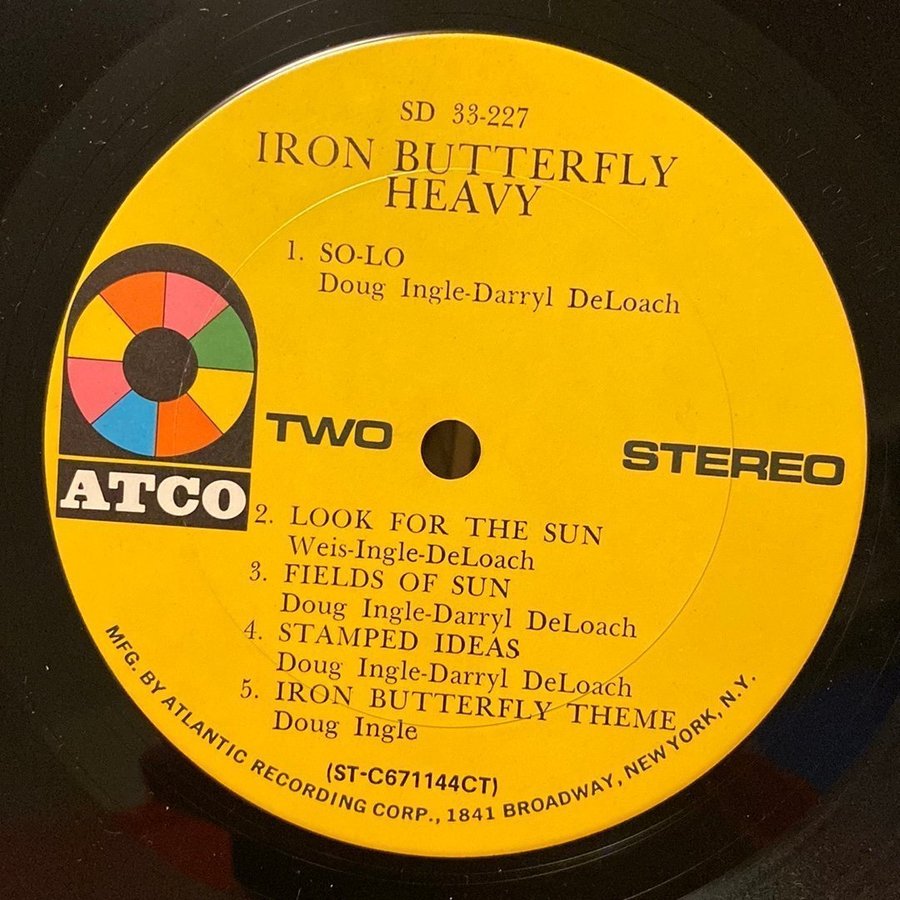 SD 33-227
IRON BUTTERFLY
HEAVY
1. SO-LO
Doug Ingle-Darryl DeLoach
TWO
STEREO
ATCO
2. LOOK FOR THE SUN
Weis-Ingle-DeLoach
3. FIELDS OF SUN
Doug Ingle-Darryl DeLoach
4. STAMPED IDEAS
Doug Ingle-Darryl DeLoach
5. IRON BUTTERFLY THEME
Doug Ingle
(ST-C671144CT)
MFG. BY ATLANTIC RECORDING CORP., 1841 BROADWAY, NEW YORK, N.Y.